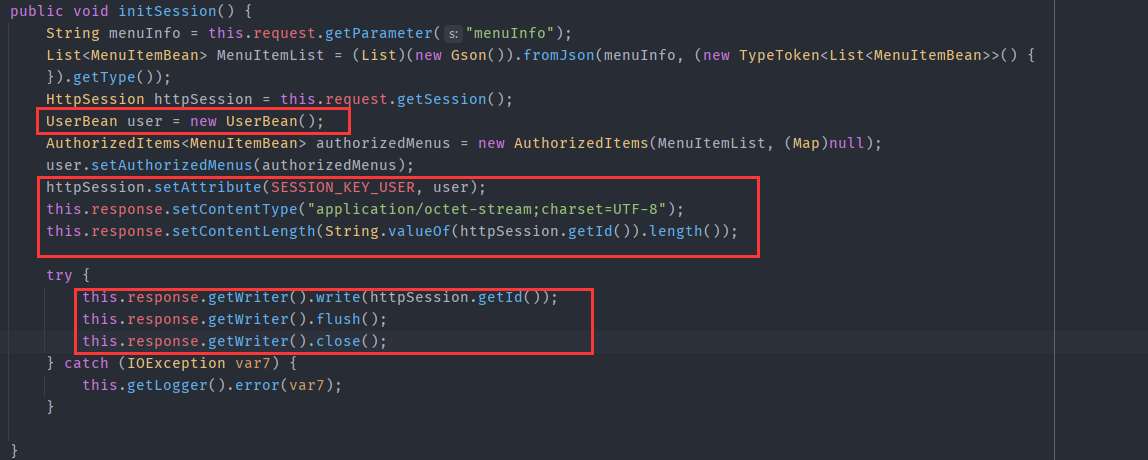 public void initSession() {
String menuInfo = this.request.getParameter( s: "menuInfo");
List<MenuItemBean> MenuItemList = (List)(new Gson()).fromJson(menuInfo, (new TypeToken<List<MenuItemBean>>() {
}).getType());
HttpSession httpSession = this.request.getSession();
UserBean user = new UserBean();
AuthorizedItems<MenuItemBean> authorizedMenus = new AuthorizedItems(MenuItemList, (Map)null);
user.setAuthorizedMenus(authorizedMenus);
httpSession.setAttribute(SESSION_KEY_USER, user);
this.response.setContentType("application/octet-stream;charset=UTF-8");
this.response.setContentLength(String.valueOf(httpSession.getId()).length());
try {
this.response.getWriter().write(httpSession.getId());
this.response.getWriter().flush();
this.response.getWriter().close();
} catch (IOException var7) {
this.getLogger().error(var7);
}
}